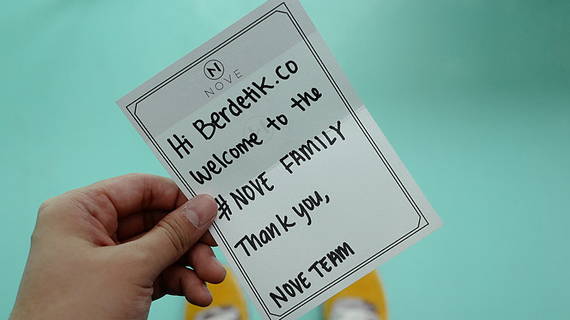 N
NOVE
Hi Berdetik.co
Welcome to the
#NOVE FAMILY
Thank you,
NOVE TEAM